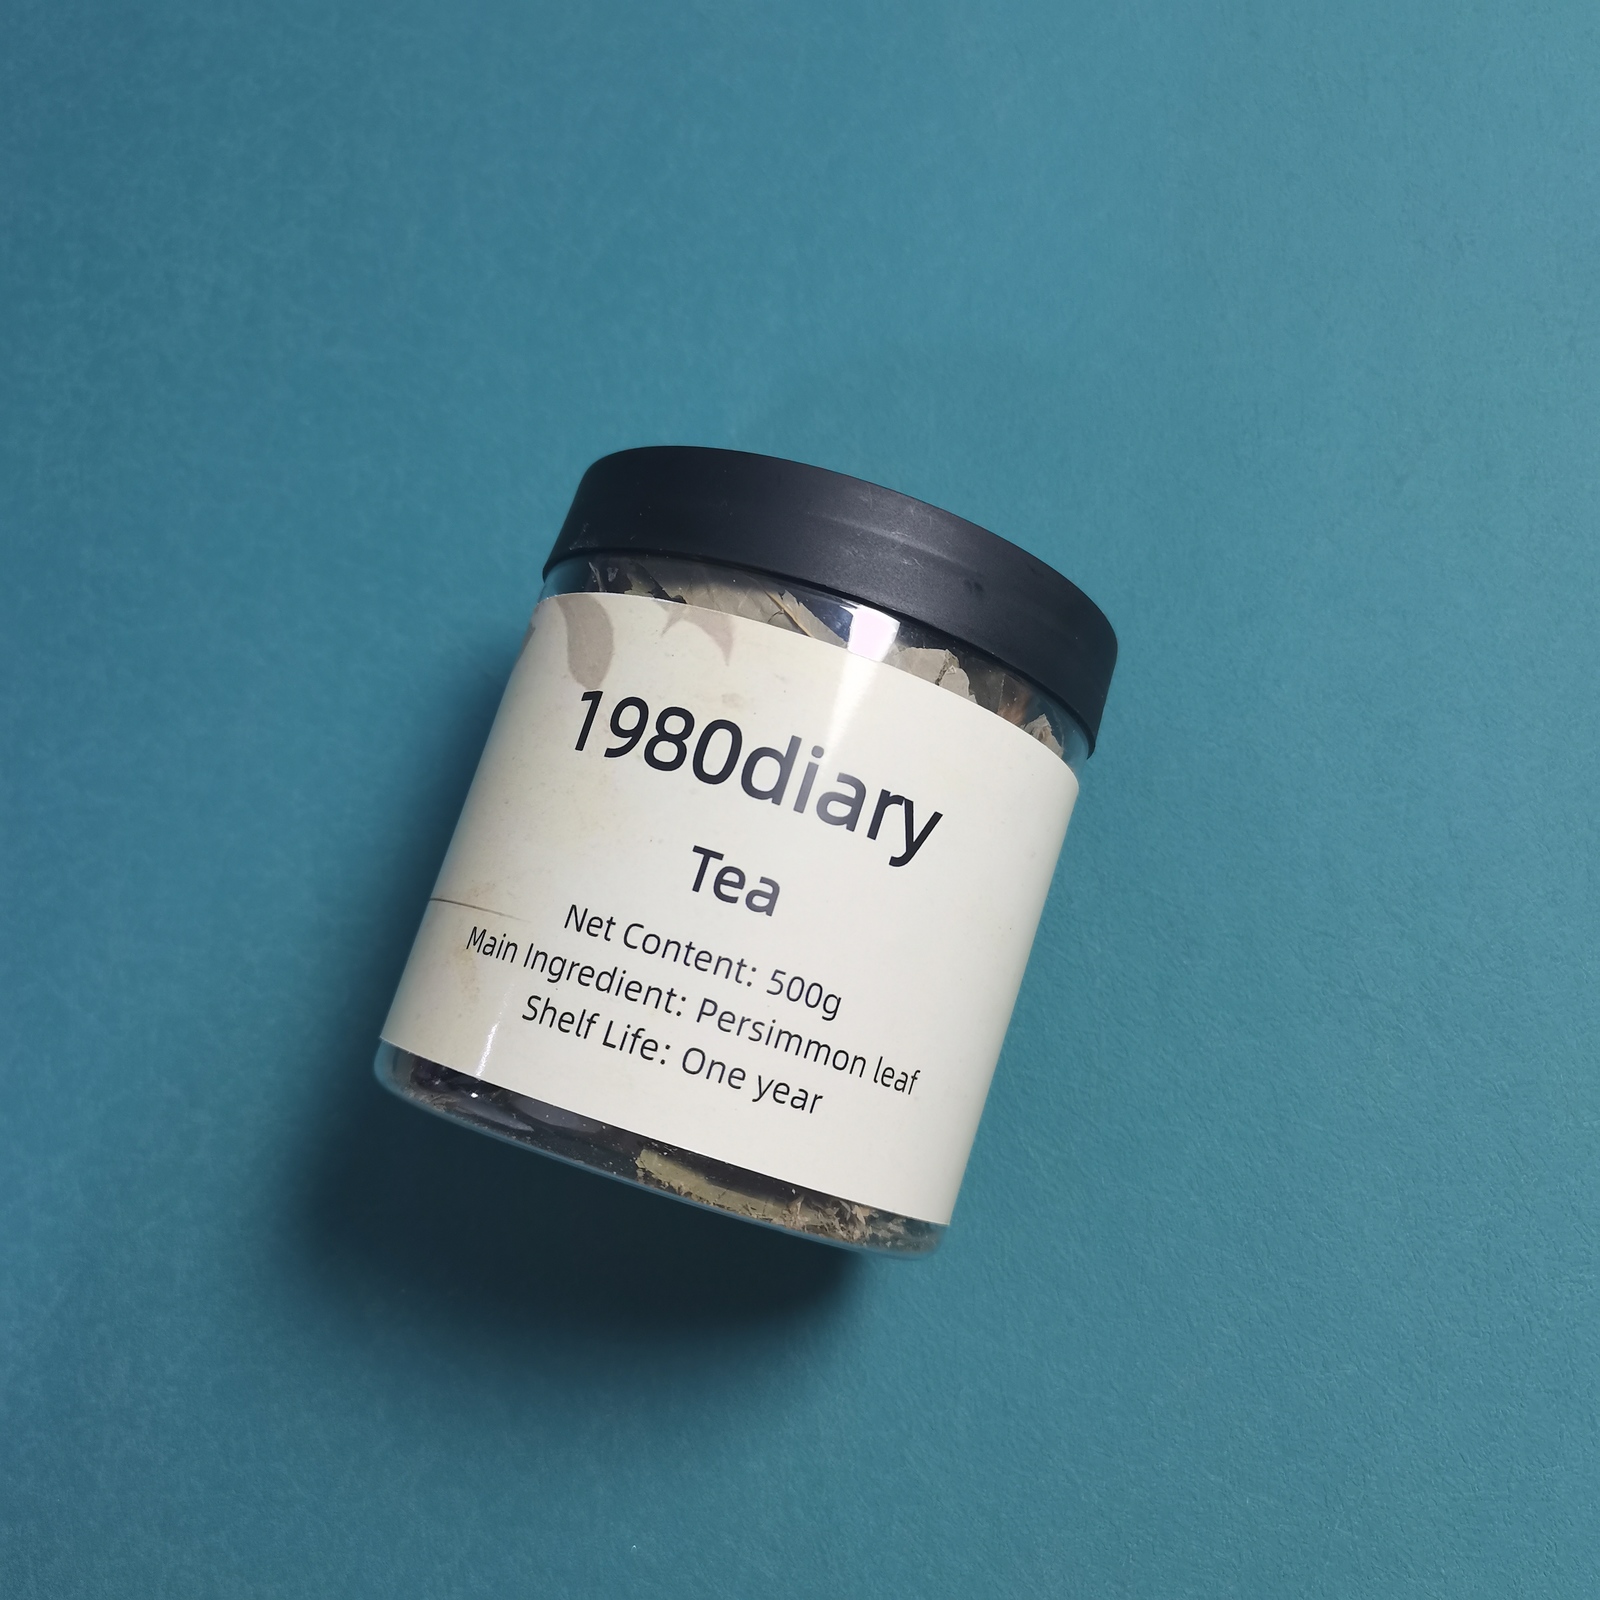 1980diary
Tea
Net Content: 500g
Main Ingredient: Persimmon leaf
Shelf Life: One year